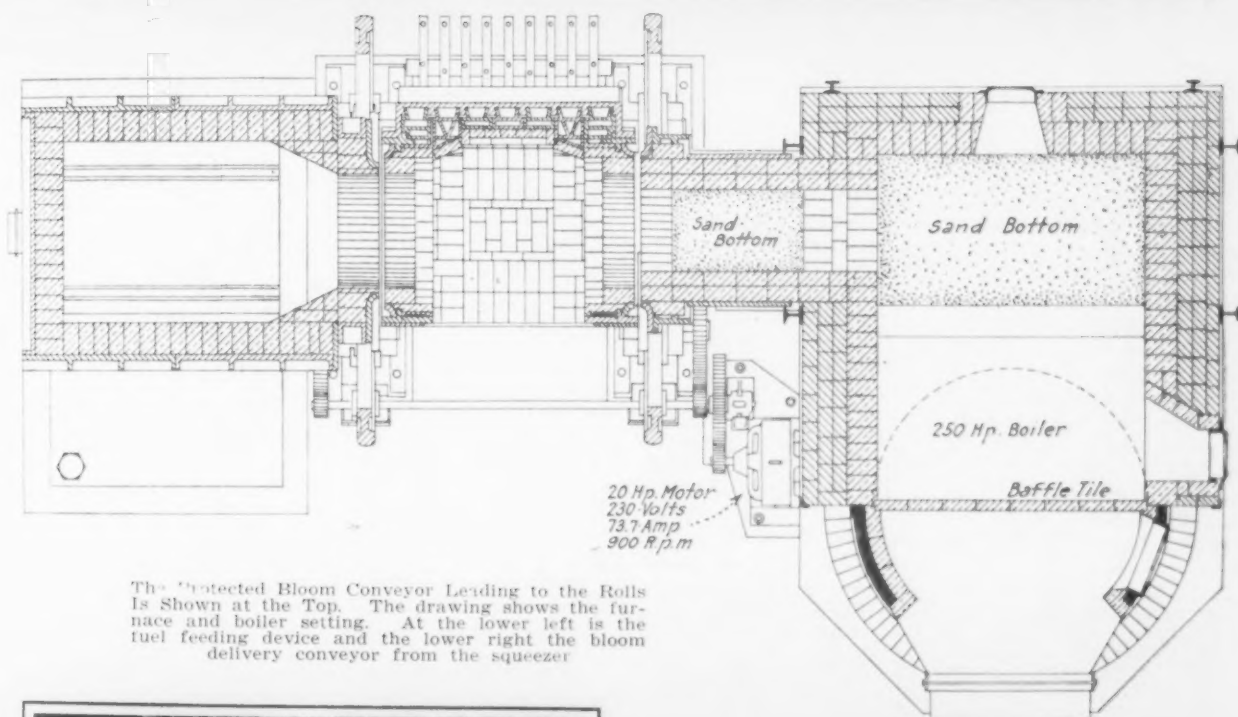 Sand
Bottom
Sand Bottom
250 Hp. Boiler
Baffle Tile
20 Hp. Motor
230-Volts
73.7 Amp
900 R.p.m
The Protected Bloom Conveyor Leading to the Rolls
Is Shown at the Top. The drawing shows the fur-
nace and boiler setting. At the lower left is the
fuel feeding device and the lower right the bloom
delivery conveyor from the squeezer